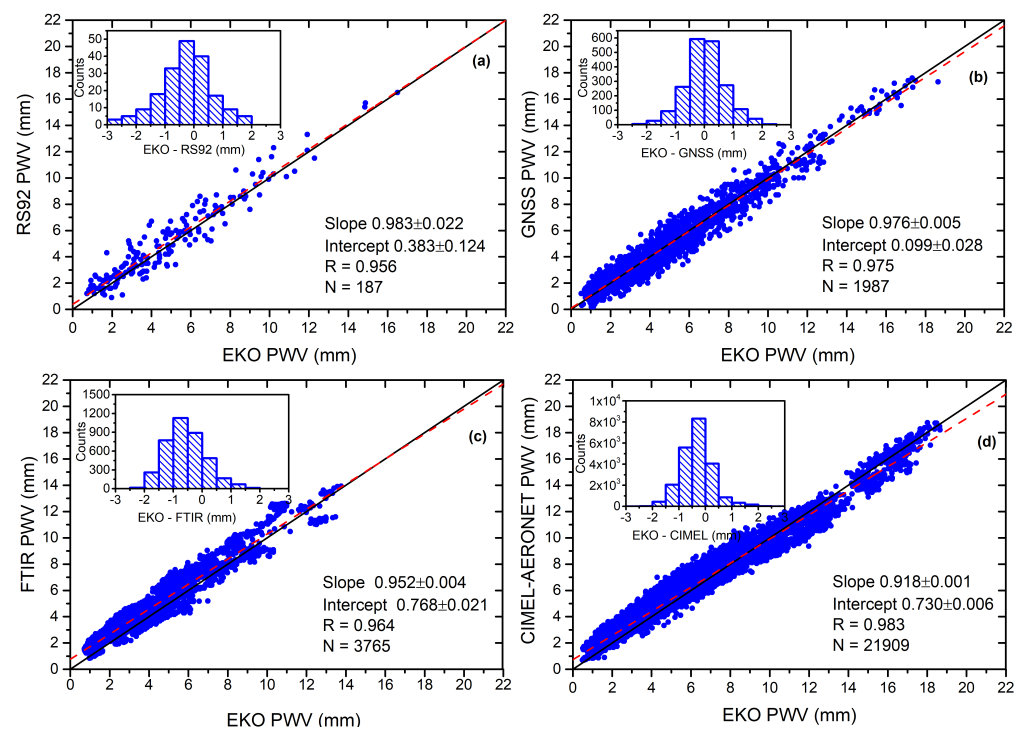 22
20
18
16
14
12
10
8
6
4
2
0
RS92 PWV (mm)
50
40
30
20
10
0
Counts
-3 -2 -1 0 1 2 3
EKO - RS92 (mm)
(a)
Slope 0.983±0.022
Intercept 0.383±0.124
R = 0.956
N = 187
0 2 4 6 8 10 12 14 16 18 20 22
EKO PWV (mm)
22
20
18
16
14
12
10
8
6
4
2
0
GNSS PWV (mm)
600
500
400
300
200
100
0
Counts
-3 -2 -1 0 1 2 3
EKO - GNSS (mm)
(b)
Slope 0.976±0.005
Intercept 0.099±0.028
R = 0.975
N = 1987
0 2 4 6 8 10 12 14 16 18 20 22
EKO PWV (mm)
22
20
18
16
14
12
10
8
6
4
2
0
FTIR PWV (mm)
1500
1200
900
600
300
0
Counts
-3 -2 -1 0 1 2 3
EKO - FTIR (mm)
(c)
Slope 0.952±0.004
Intercept 0.768±0.021
R = 0.964
N = 3765
0 2 4 6 8 10 12 14 16 18 20 22
EKO PWV (mm)
22
20
18
16
14
12
10
8
6
4
2
0
CIMEL-AERONET PWV (mm)
1x10⁴
8x10³
6x10³
4x10³
2x10³
0
Counts
-3 -2 -1 0 1 2 3
EKO - CIMEL (mm)
(d)
Slope 0.918±0.001
Intercept 0.730±0.006
R = 0.983
N = 21909
0 2 4 6 8 10 12 14 16 18 20 22
EKO PWV (mm)